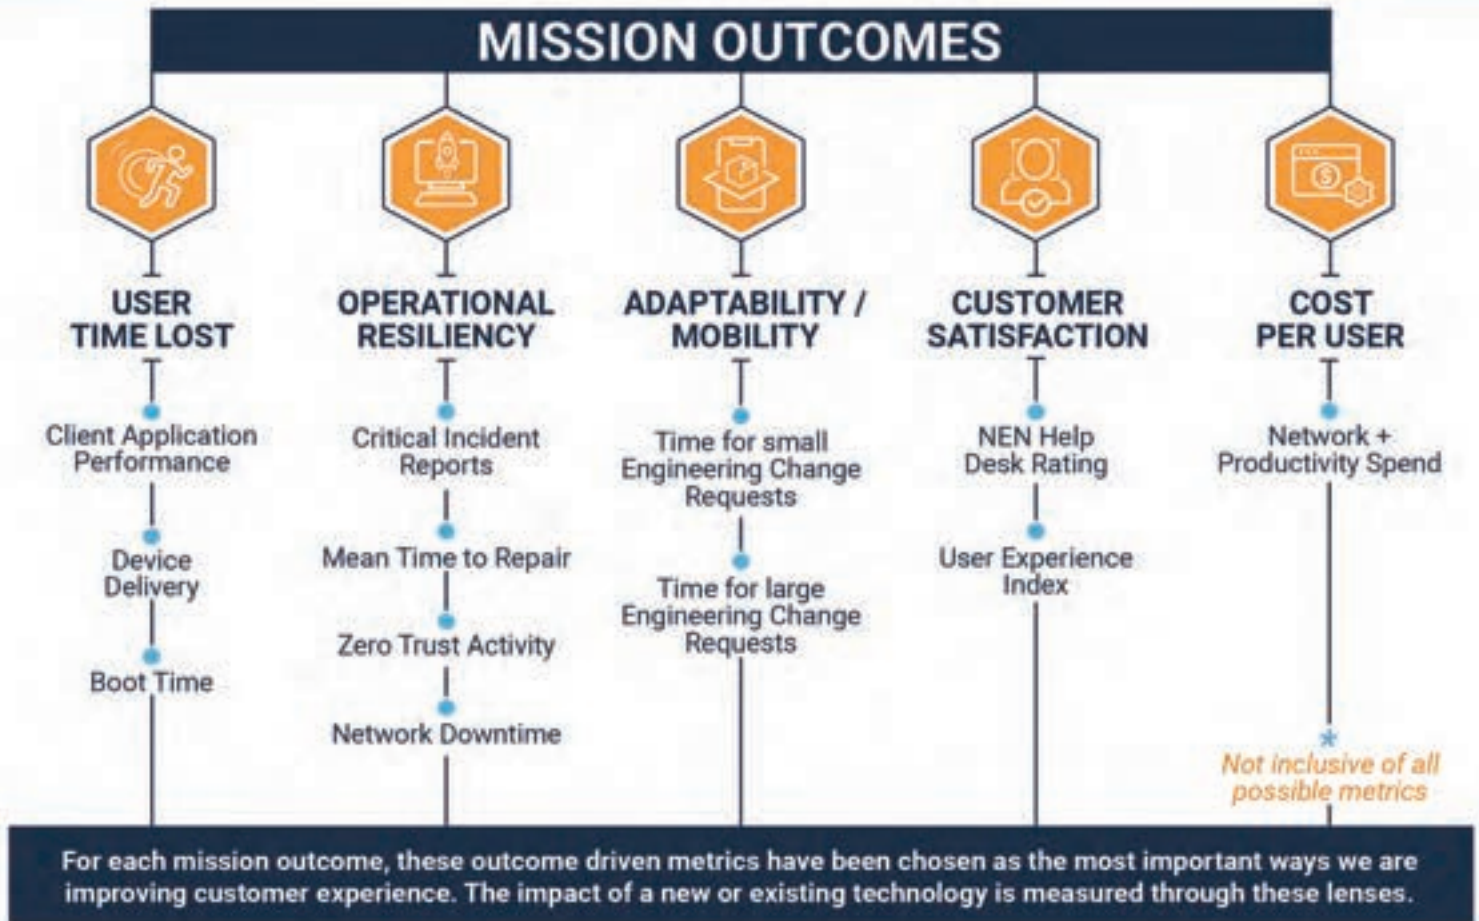 MISSION OUTCOMES
USER
TIME LOST
Client Application
Performance
Device
Delivery
Boot Time
OPERATIONAL
RESILIENCY
Critical Incident
Reports
Mean Time to Repair
Zero Trust Activity
Network Downtime
ADAPTABILITY /
MOBILITY
Time for small
Engineering Change
Requests
Time for large
Engineering Change
Requests
CUSTOMER
SATISFACTION
NEN Help
Desk Rating
User Experience
Index
COST
PER USER
Network +
Productivity Spend
*
Not inclusive of all
possible metrics
For each mission outcome, these outcome driven metrics have been chosen as the most important ways we are
improving customer experience. The impact of a new or existing technology is measured through these lenses.